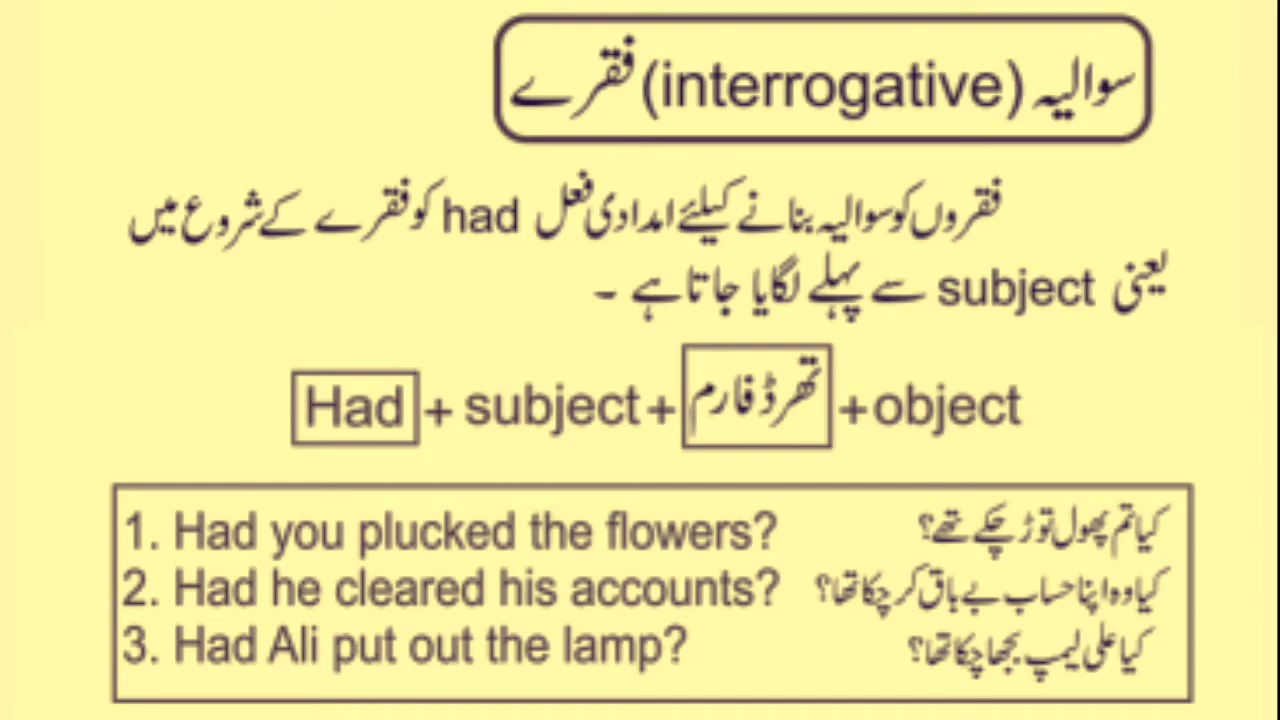 سوالیہ (interrogative) فقرے
فقروں کو سوالیہ بنانے کیلئے امدادی فعل had کو فقرے کے شروع میں
یعنی subject سے پہلے لگایا جاتا ہے ۔
Had + subject + تھرڈ فارم + object
1. Had you plucked the flowers? کیا تم پھول توڑ چکے تھے؟
2. Had he cleared his accounts? کیا وہ اپنا حساب بے باق کر چکا تھا؟
3. Had Ali put out the lamp? کیا علی لیمپ بجھا چکا تھا؟